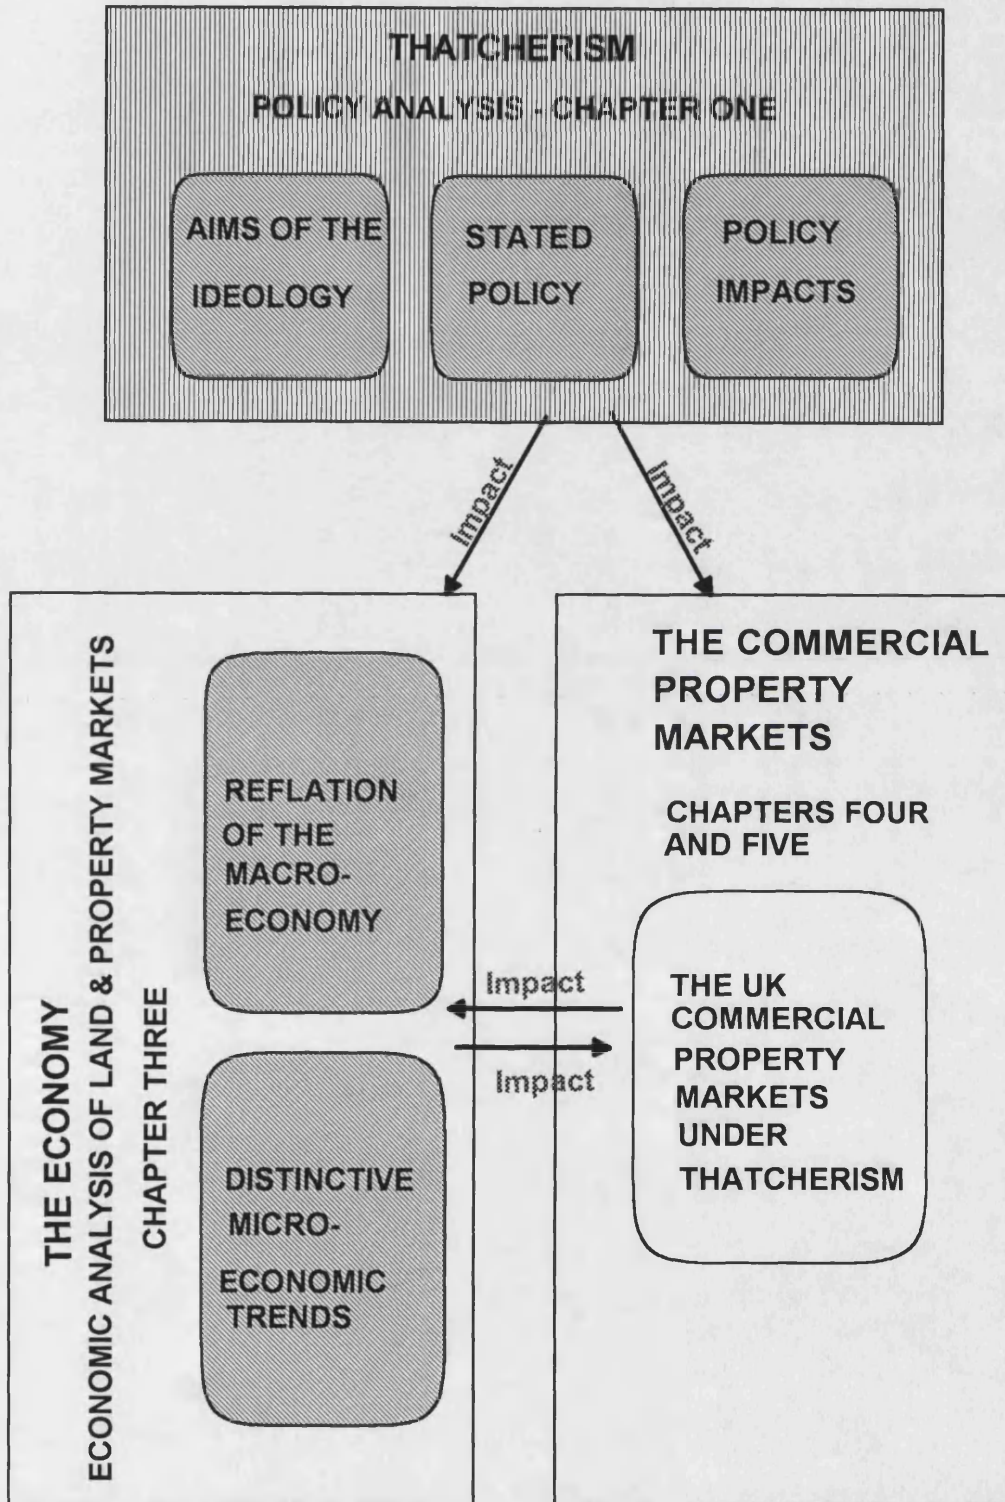 THATCHERISM
POLICY ANALYSIS - CHAPTER ONE
AIMS OF THE
IDEOLOGY
STATED
POLICY
POLICY
IMPACTS
Impact
Impact
THE ECONOMY
ECONOMIC ANALYSIS OF LAND & PROPERTY MARKETS
CHAPTER THREE
REFLATION
OF THE
MACRO-
ECONOMY
DISTINCTIVE
MICRO-
ECONOMIC
TRENDS
Impact
Impact
THE COMMERCIAL
PROPERTY
MARKETS
CHAPTERS FOUR
AND FIVE
THE UK
COMMERCIAL
PROPERTY
MARKETS
UNDER
THATCHERISM